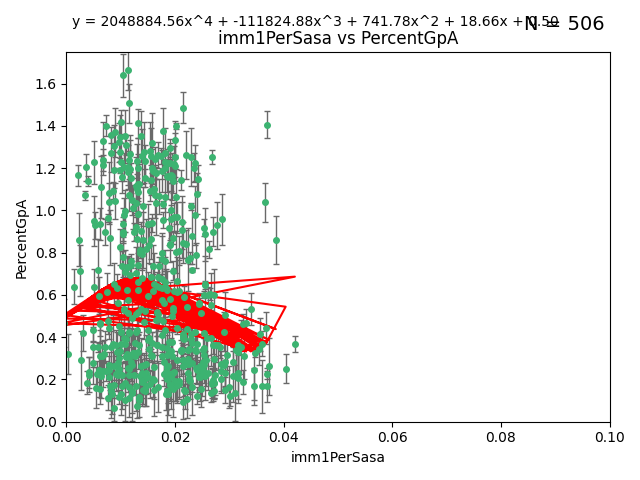 y = 2048884.56x^4 + -111824.88x^3 + 741.78x^2 + 18.66x +
N = 506
imm1PerSasa vs PercentGpA
PercentGpA
1.6
1.4
1.2
1.0
0.8
0.6
0.4
0.2
0.0
0.00 0.02 0.04 0.06 0.08 0.10
imm1PerSasa